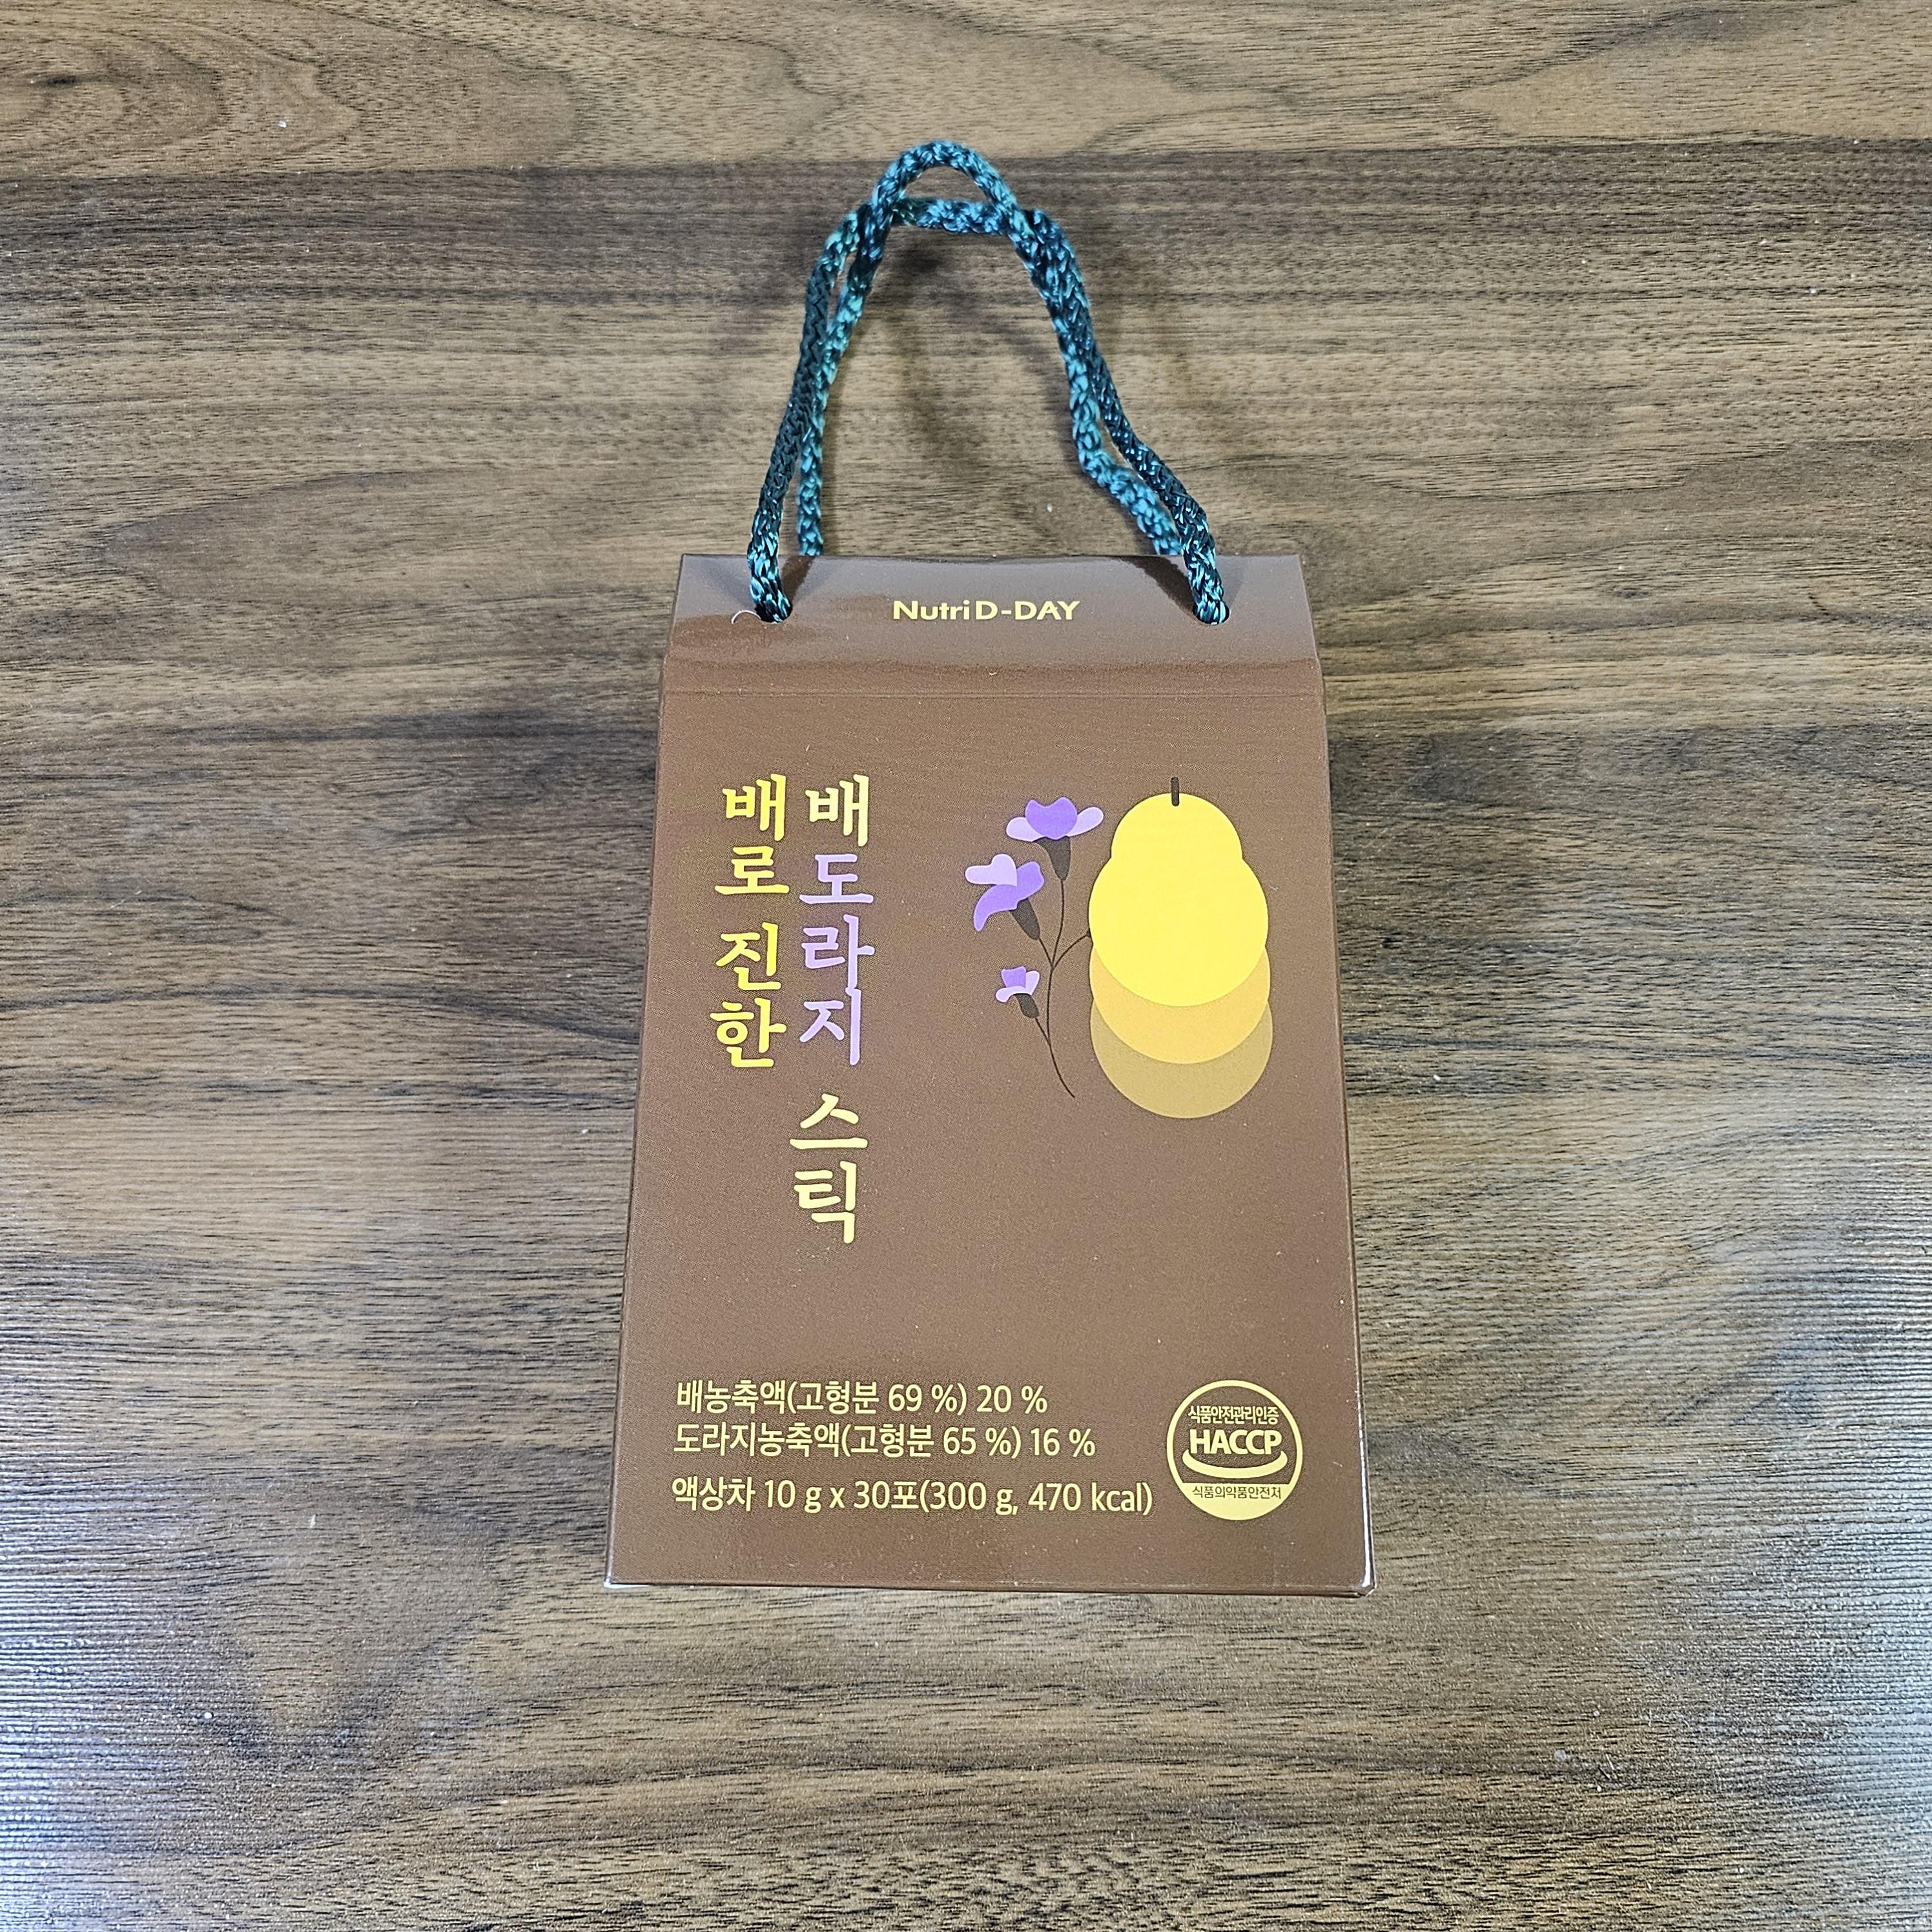 Nutri D-DAY
배로 진한
배도라지 스틱
배농축액(고형분 69 %) 20 %
도라지농축액(고형분 65 %) 16 %
액상차 10 g x 30포(300 g, 470 kcal)
식품안전관리인증
HACCP
식품의약품안전처